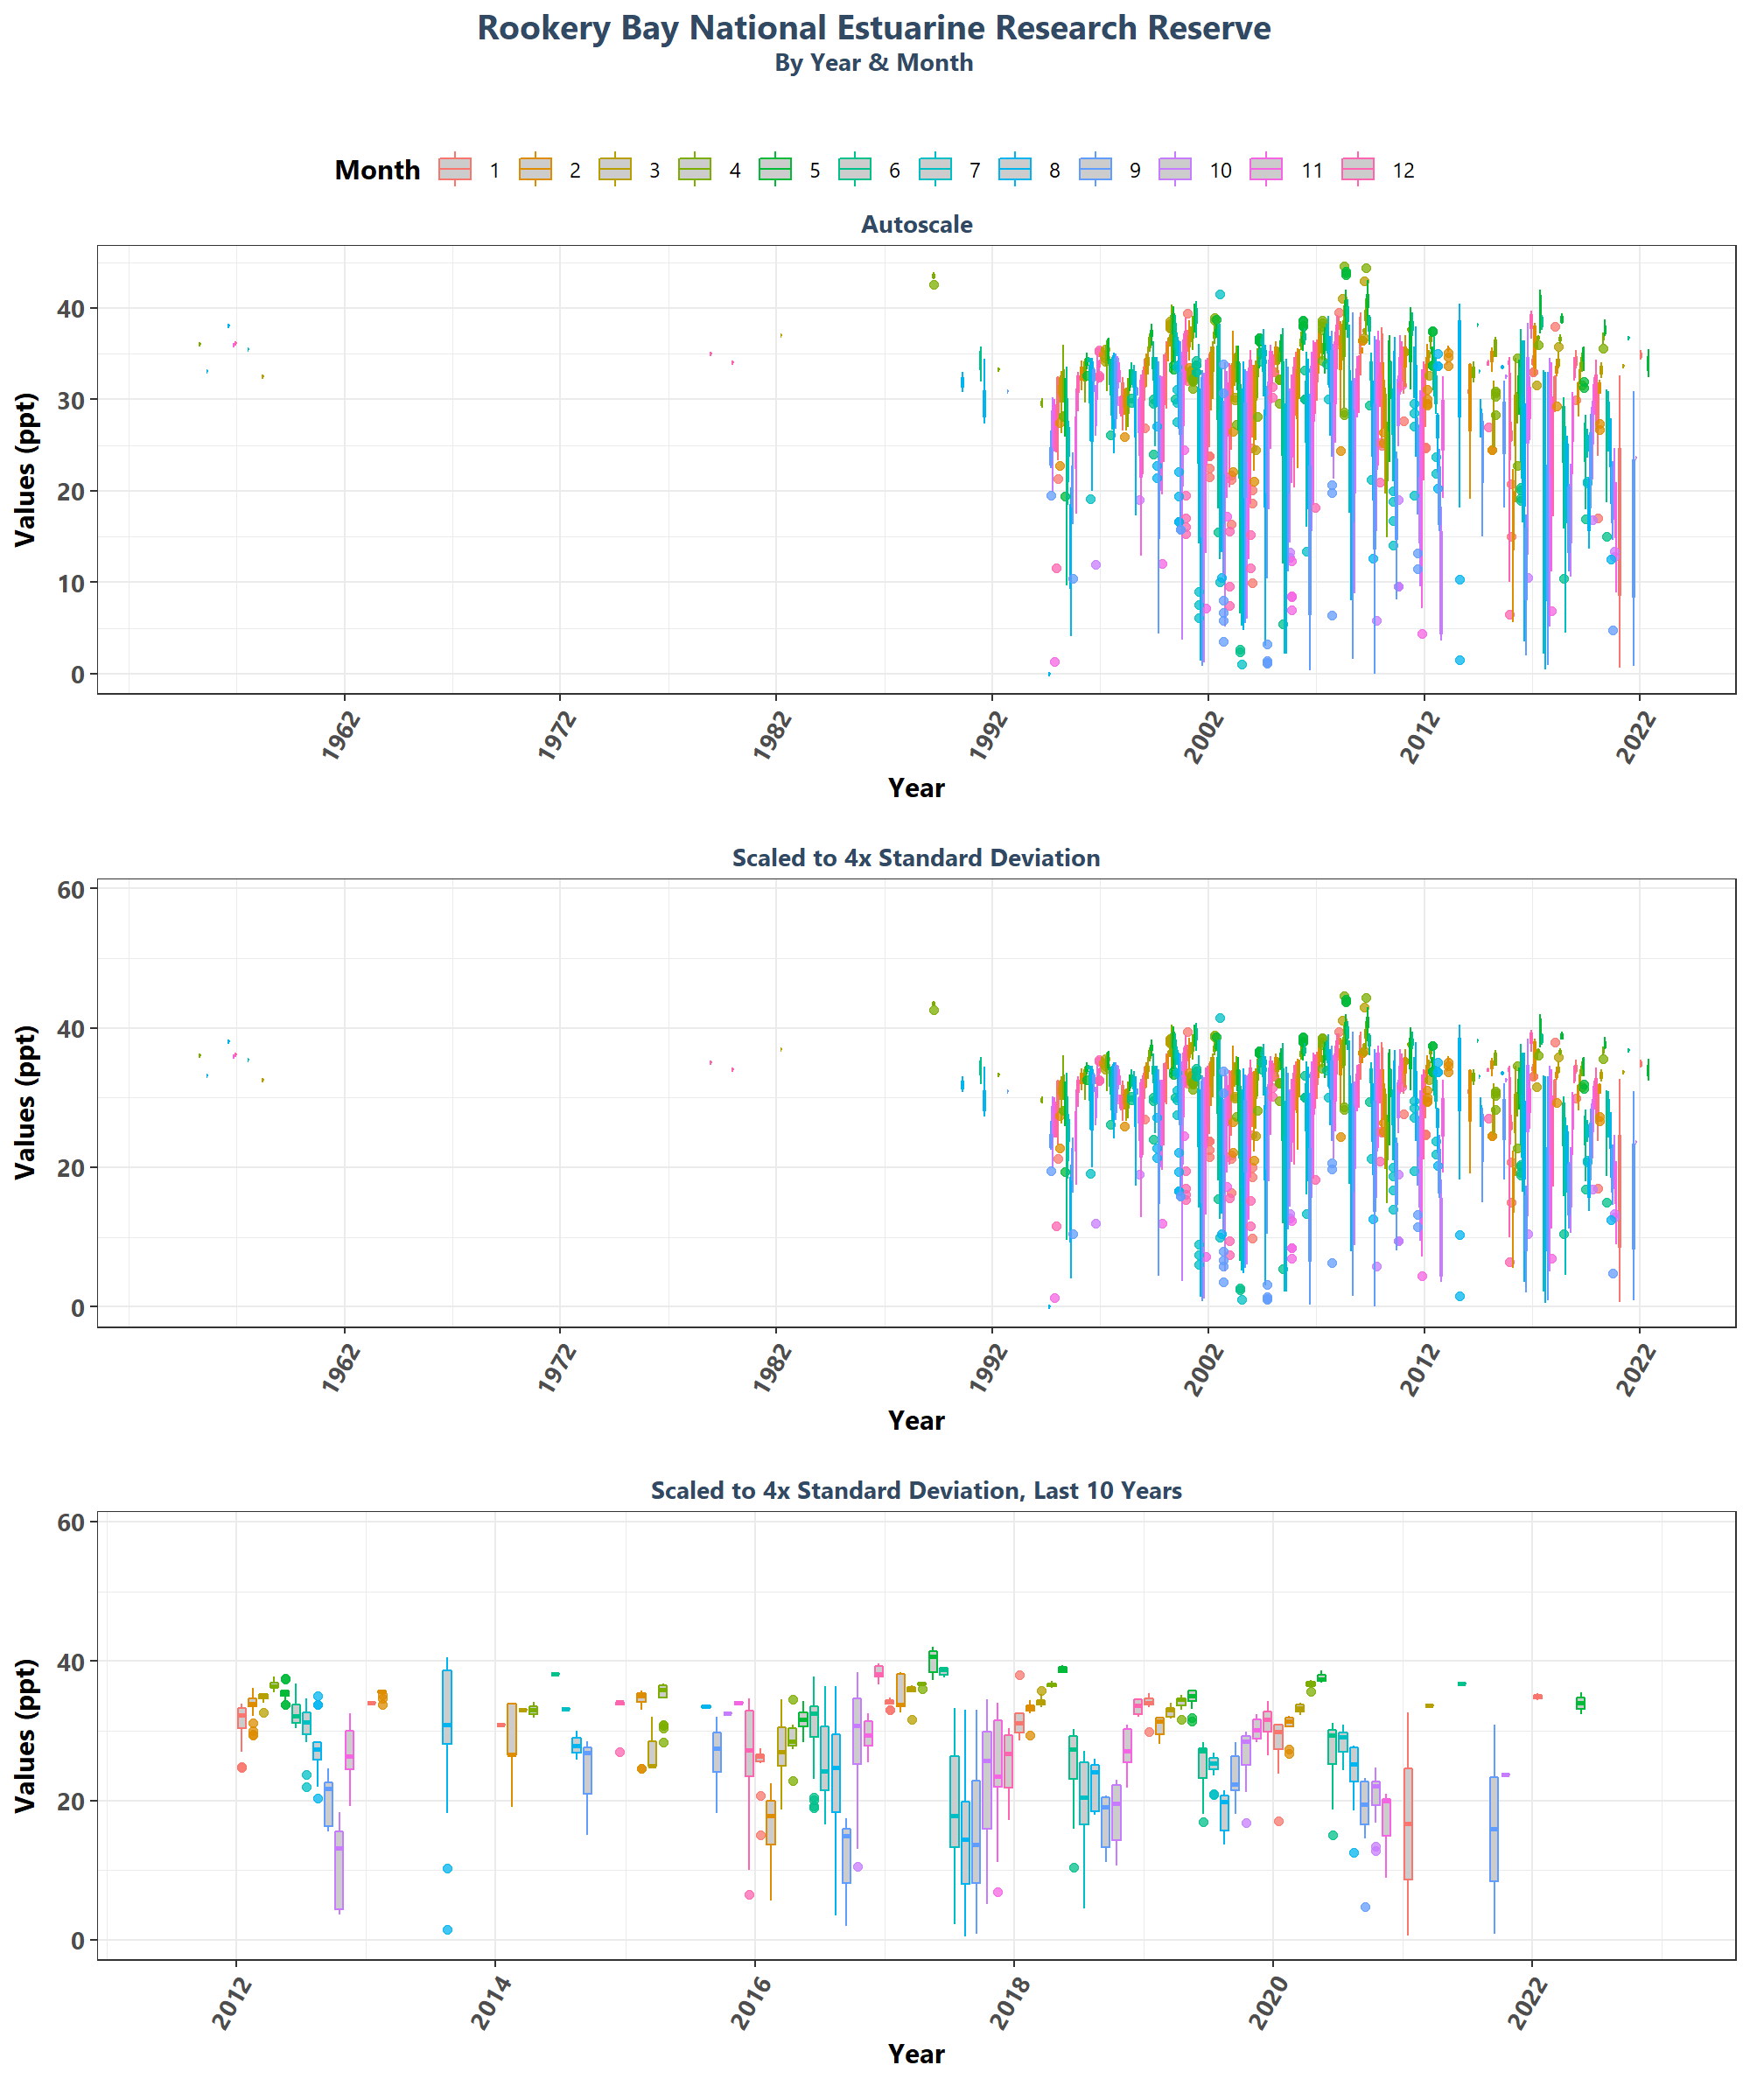 Rookery Bay National Estuarine Research Reserve
By Year & Month
Month 1 2 3 4 5 6 7 8 9 10 11 12
Autoscale
Values (ppt)
40
30
20
10
0
1962 1972 1982 1992 2002 2012 2022
Year
Scaled to 4x Standard Deviation
Values (ppt)
60
40
20
0
1962 1972 1982 1992 2002 2012 2022
Year
Scaled to 4x Standard Deviation, Last 10 Years
Values (ppt)
60
40
20
0
2012 2014 2016 2018 2020 2022
Year